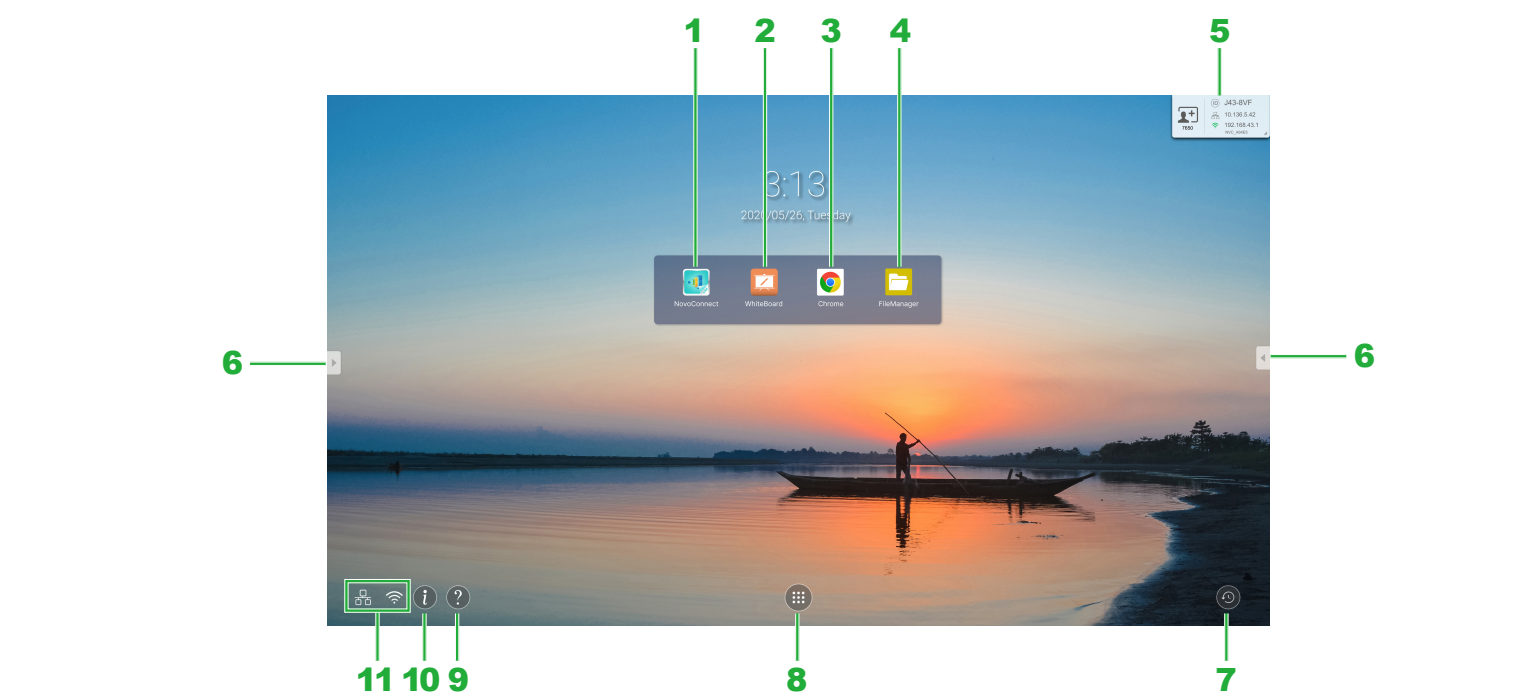 1 2 3 4 5
J43-8VF
10.136.5.42
7650
192.168.43.1
3:13
2020/05/26, Tuesday
NovoConnect WhiteBoard Chrome FileManager
6 6
i ?
11 10 9 8 7